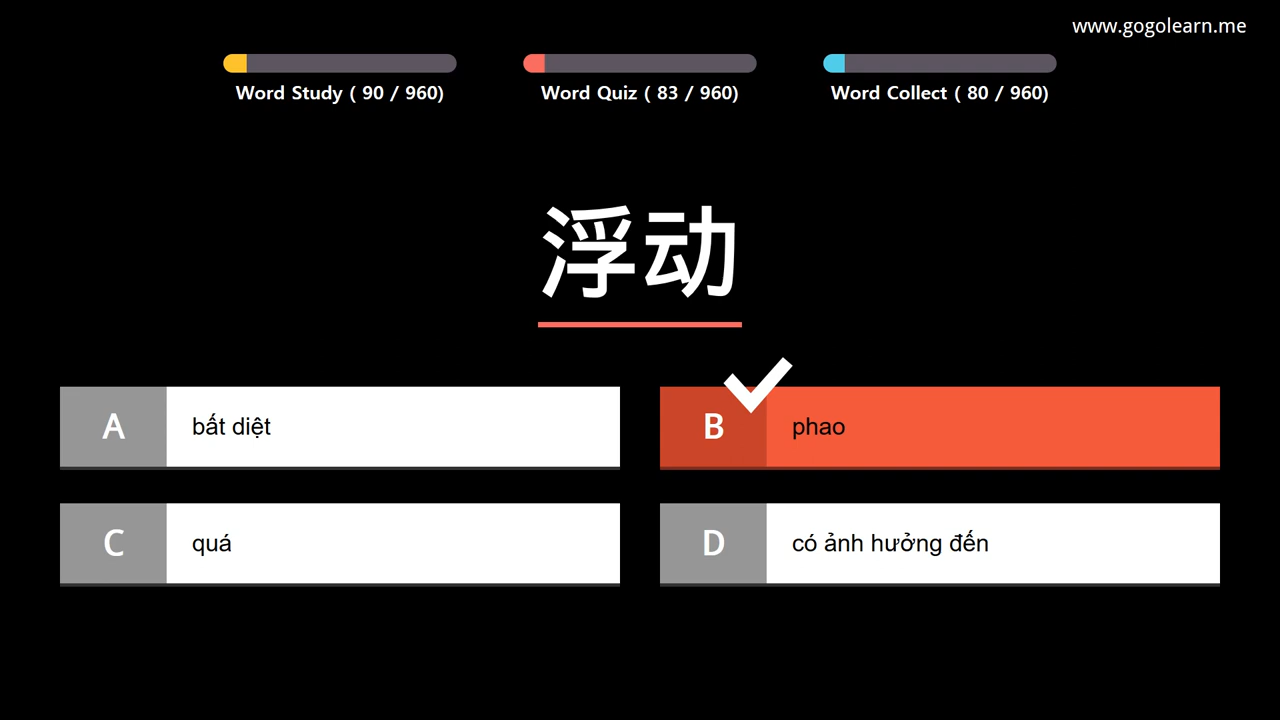 www.gogolearn.me
Word Study ( 90 / 960)
Word Quiz ( 83 / 960)
Word Collect ( 80 / 960)
浮动
A
bất diệt
B
phao
C
quá
D
có ảnh hưởng đến